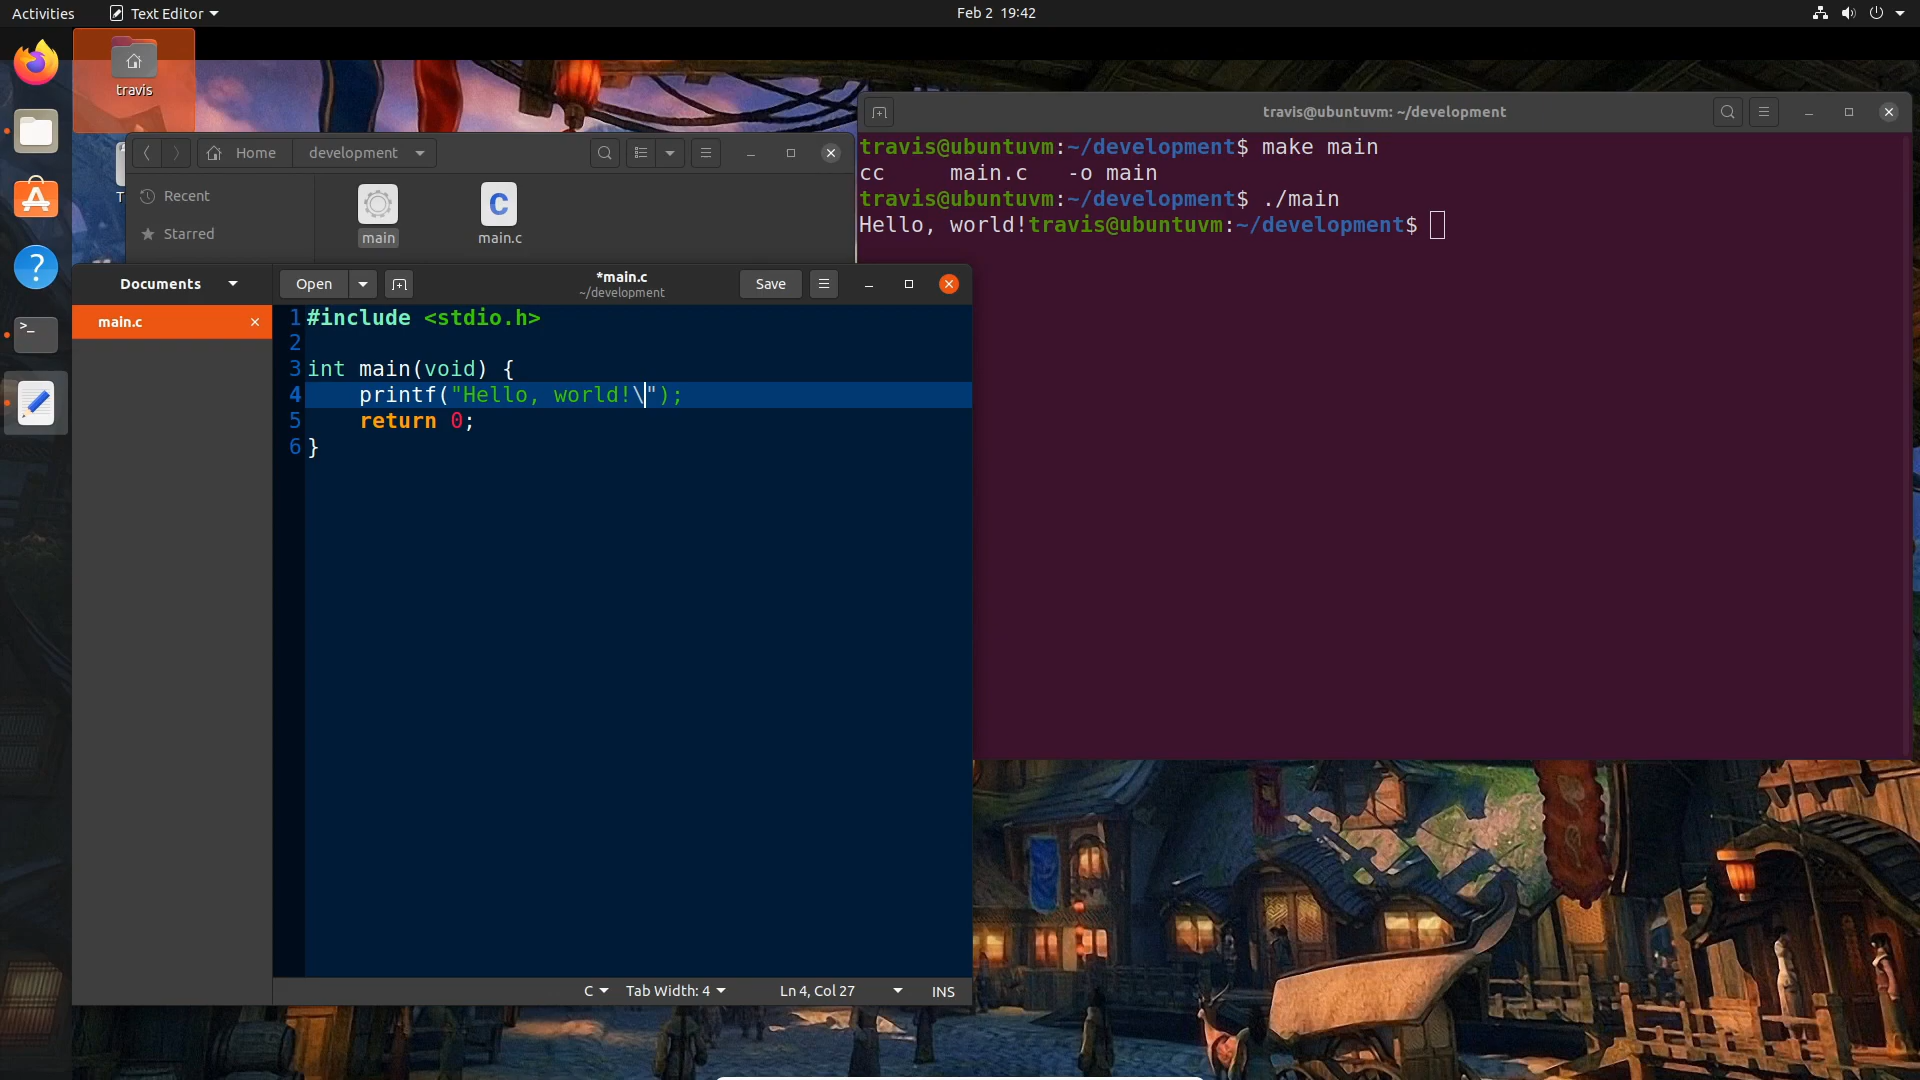 Activities
Text Editor
Feb 2 19:42
travis
Home
development
Recent
Starred
main
main.c
travis@ubuntuvm: ~/development
travis@ubuntuvm:~/development$ make main
cc main.c -o main
travis@ubuntuvm:~/development$ ./main
Hello, world!travis@ubuntuvm:~/development$
Documents
Open
*main.c
~/development
Save
main.c
1 #include <stdio.h>
2
3 int main(void) {
4 printf("Hello, world!\");
5 return 0;
6 }
C
Tab Width: 4
Ln 4, Col 27
INS